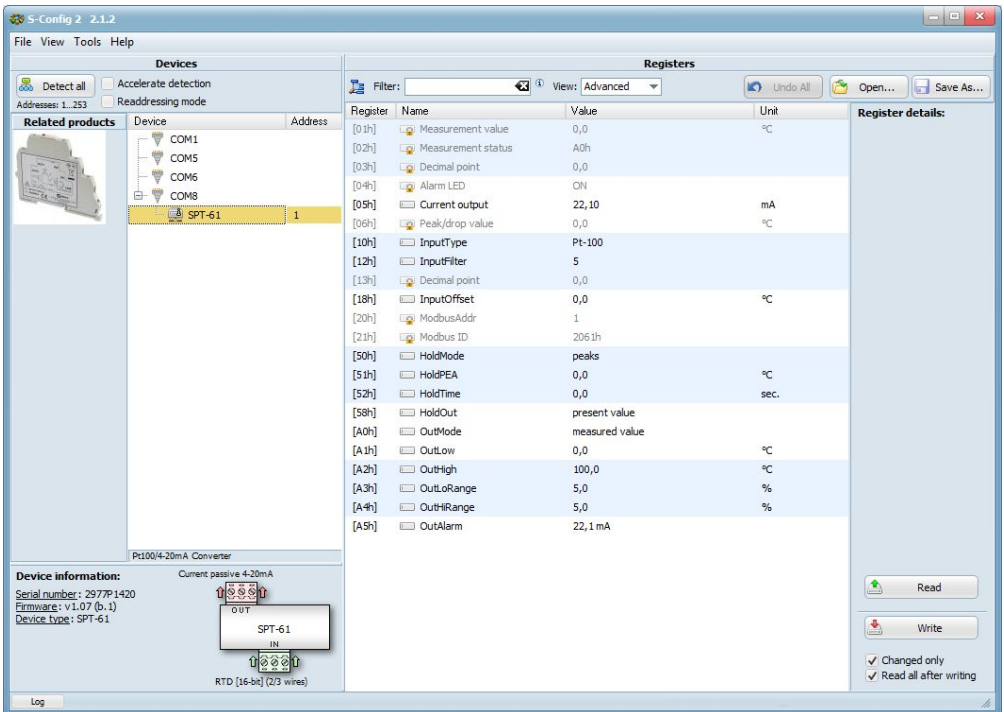 S-Config 2 2.1.2
File View Tools Help
Devices
Detect all
Accelerate detection
Addresses: 1...253
Readdressing mode
Related products
Device Address
COM1
COM5
COM6
COM8
SPT-61 1
Pt100/4-20mA Converter
Device information:
Serial number: 2977P1420
Firmware: v1.07 (b.1)
Device type: SPT-61
Current passive 4-20mA
OUT
SPT-61
IN
RTD [16-bit] (2/3 wires)
Registers
Filter: View: Advanced Undo All Open... Save As...
Register Name Value Unit
[01h] Measurement value 0,0 °C
[02h] Measurement status A0h
[03h] Decimal point 0,0
[04h] Alarm LED ON
[05h] Current output 22,10 mA
[06h] Peak/drop value 0,0 °C
[10h] InputType Pt-100
[12h] InputFilter 5
[13h] Decimal point 0,0
[18h] InputOffset 0,0 °C
[20h] ModbusAddr 1
[21h] Modbus ID 2061h
[50h] HoldMode peaks
[51h] HoldPEA 0,0 °C
[52h] HoldTime 0,0 sec.
[58h] HoldOut present value
[A0h] OutMode measured value
[A1h] OutLow 0,0 °C
[A2h] OutHigh 100,0 °C
[A3h] OutLoRange 5,0 %
[A4h] OutHiRange 5,0 %
[A5h] OutAlarm 22,1 mA
Register details:
Read
Write
Changed only
Read all after writing
Log